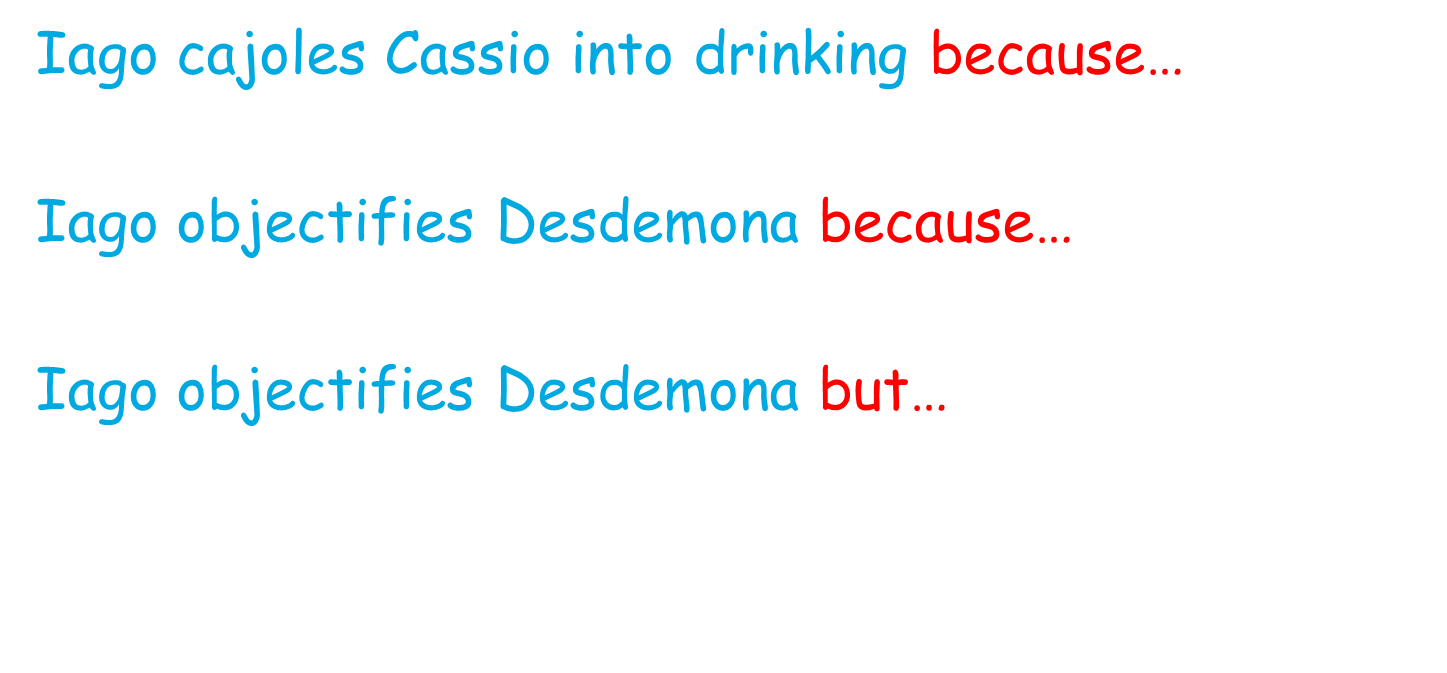 Iago cajoles Cassio into drinking because...
Iago objectifies Desdemona because...
Iago objectifies Desdemona but...